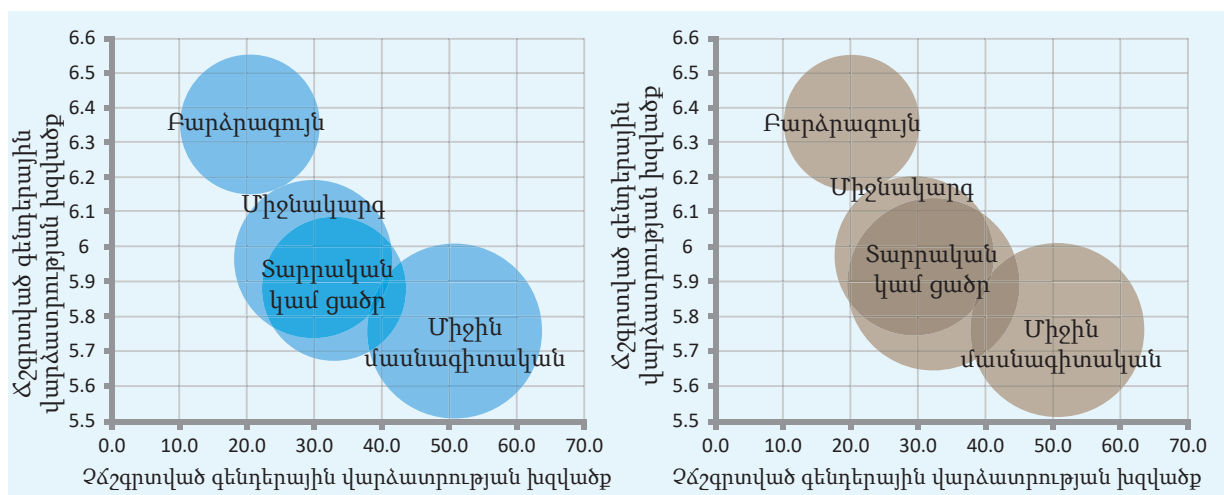 Ճշգրտված գենդերային
վարձատրության խզվածք
6.6
6.5
6.4
6.3
6.2
6.1
6
5.9
5.8
5.7
5.6
5.5
Բարձրագույն
Միջնակարգ
Տարրական
կամ ցածր
Միջին
մասնագիտական
0.0 10.0 20.0 30.0 40.0 50.0 60.0 70.0
Չճշգրտված գենդերային վարձատրության խզվածք
Ճշգրտված գենդերային
վարձատրության խզվածք
6.6
6.5
6.4
6.3
6.2
6.1
6
5.9
5.8
5.7
5.6
5.5
Բարձրագույն
Միջնակարգ
Տարրական
կամ ցածր
Միջին
մասնագիտական
0.0 10.0 20.0 30.0 40.0 50.0 60.0 70.0
Չճշգրտված գենդերային վարձատրության խզվածք